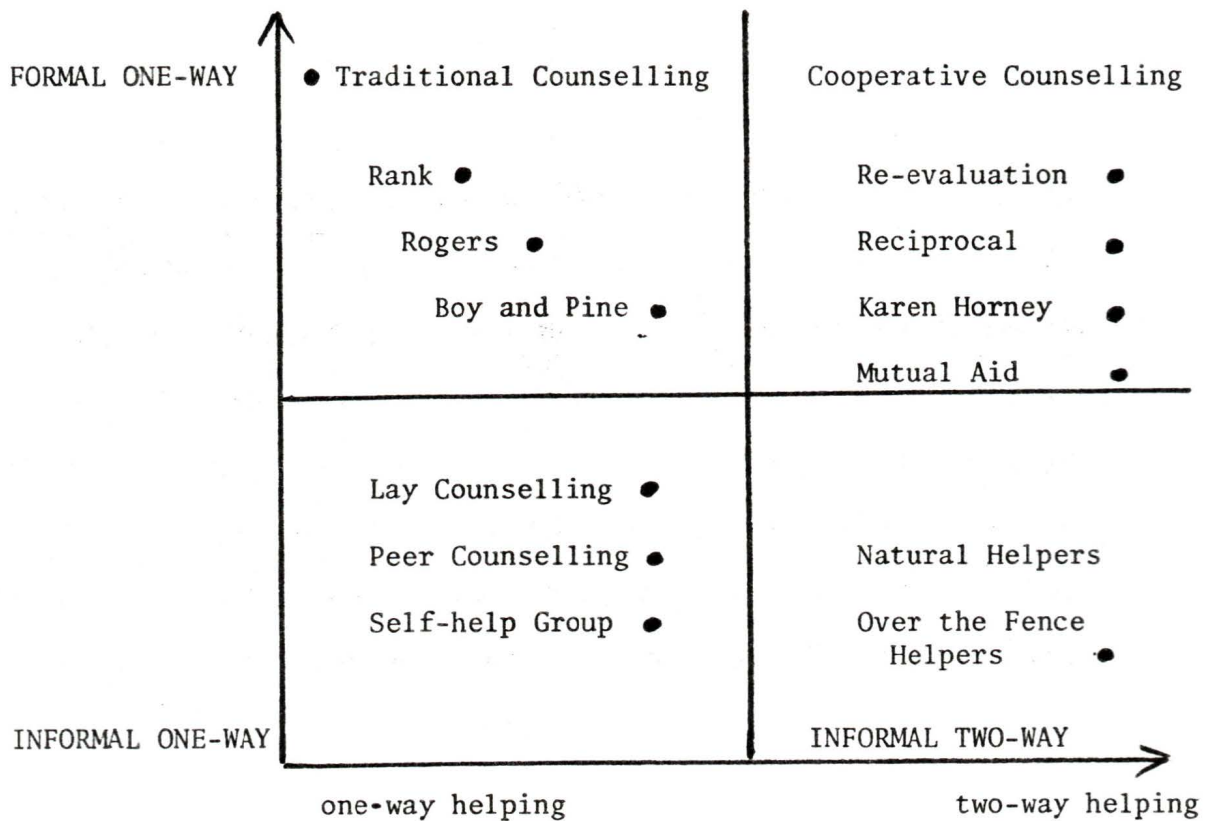 FORMAL ONE-WAY
Traditional Counselling
Cooperative Counselling
Rank
Re-evaluation
Rogers
Reciprocal
Boy and Pine
Karen Horney
Mutual Aid
Lay Counselling
Peer Counselling
Natural Helpers
Self-help Group
Over the Fence
Helpers
INFORMAL ONE-WAY
INFORMAL TWO-WAY
one-way helping
two-way helping